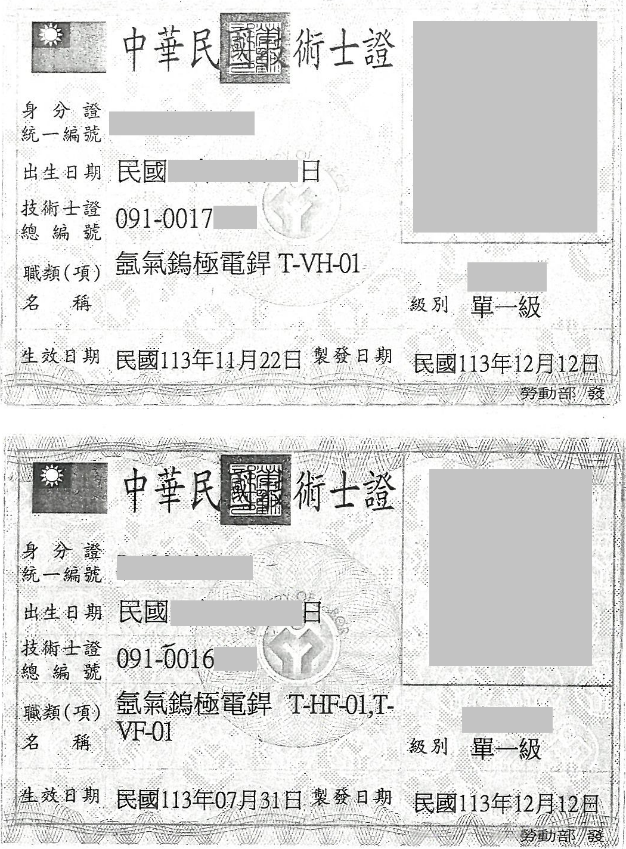 中華民國技術士證
身分證
統一編號
出生日期 民國 日
技術士證
總編號 091-0017
職類(項)
名稱 氬氣鎢極電銲 T-VH-01
級別 單一級
生效日期 民國113年11月22日 製發日期 民國113年12月12日
勞動部 發
中華民國技術士證
身分證
統一編號
出生日期 民國 日
技術士證
總編號 091-0016
職類(項)
名稱 氬氣鎢極電銲 T-HF-01,T-
VF-01
級別 單一級
生效日期 民國113年07月31日 製發日期 民國113年12月12日
勞動部 發